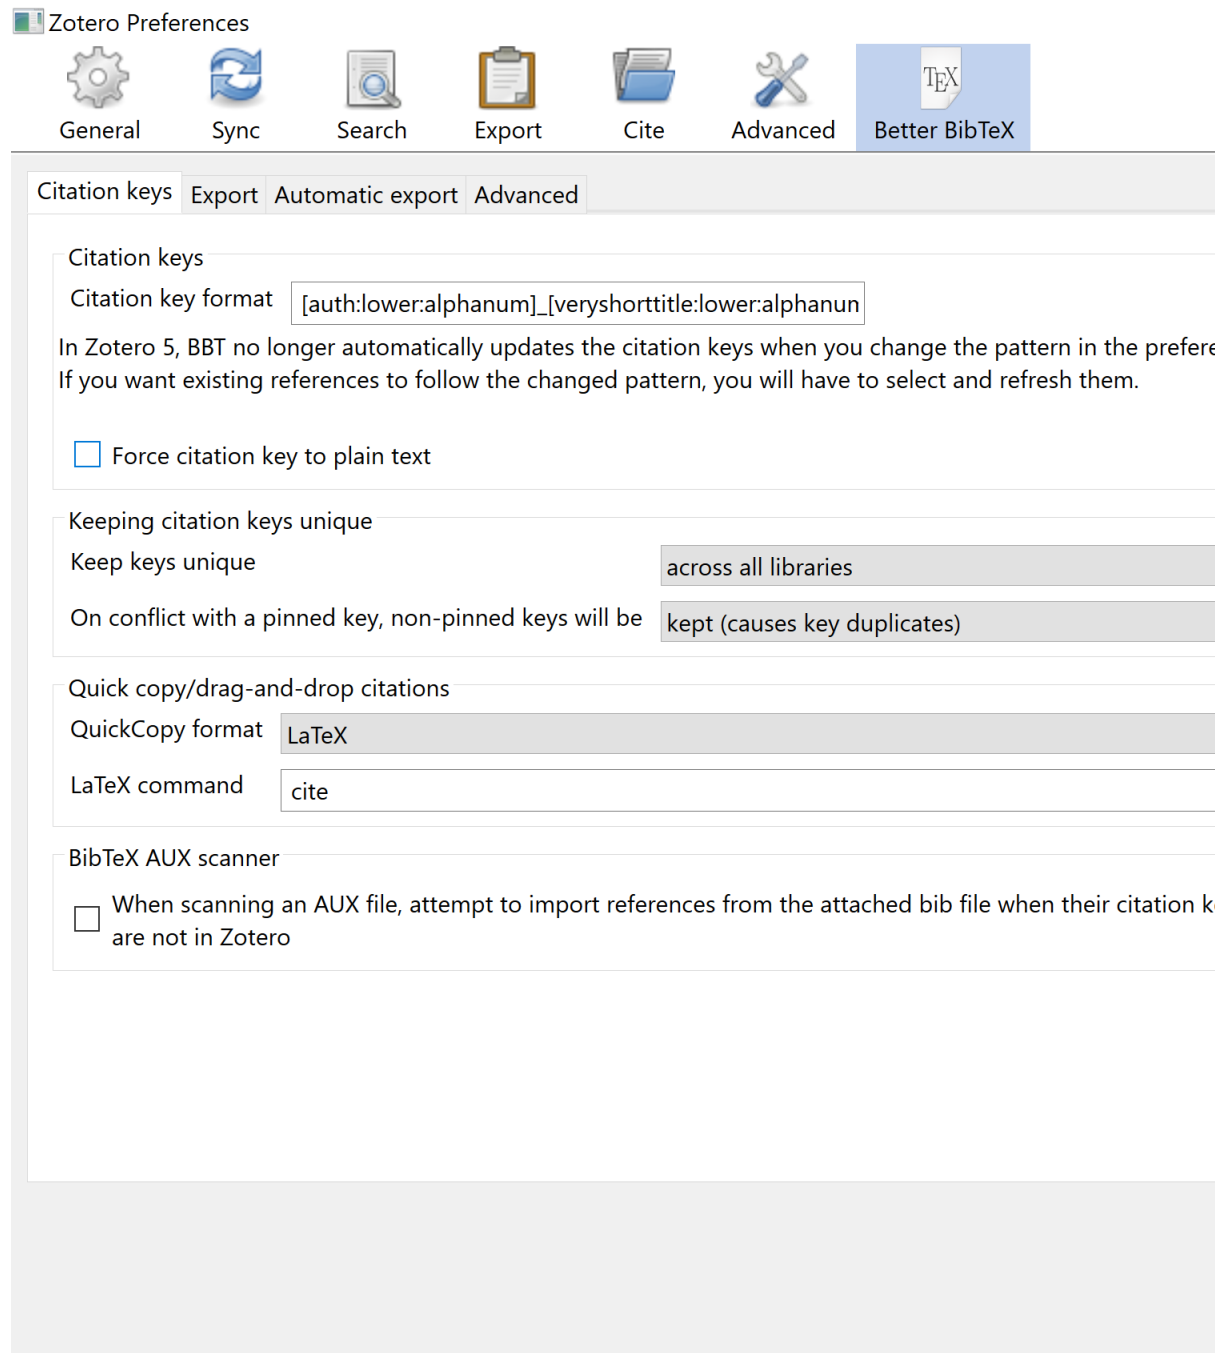 Zotero Preferences
General Sync Search Export Cite Advanced Better BibTeX
TEX
Citation keys Export Automatic export Advanced
Citation keys
Citation key format [auth:lower:alphanum]_[veryshorttitle:lower:alphanun
In Zotero 5, BBT no longer automatically updates the citation keys when you change the pattern in the prefere
If you want existing references to follow the changed pattern, you will have to select and refresh them.
Force citation key to plain text
Keeping citation keys unique
Keep keys unique across all libraries
On conflict with a pinned key, non-pinned keys will be kept (causes key duplicates)
Quick copy/drag-and-drop citations
QuickCopy format LaTeX
LaTeX command cite
BibTeX AUX scanner
When scanning an AUX file, attempt to import references from the attached bib file when their citation k
are not in Zotero